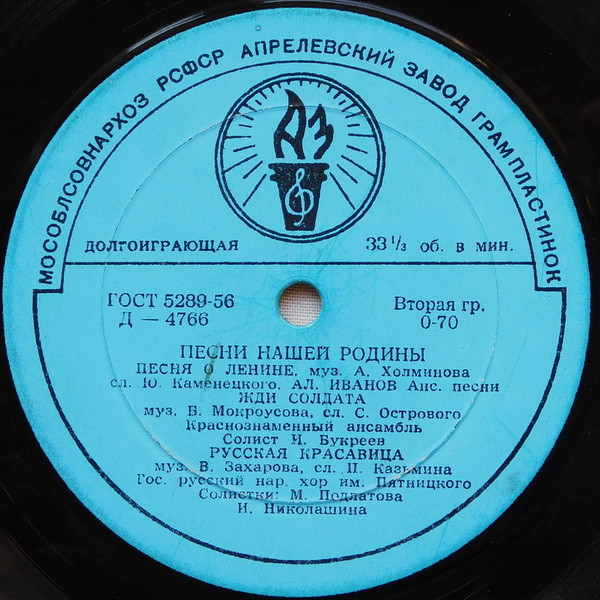 МОСОБЛСОВНАРХОЗ РСФСР АПРЕЛЕВСКИЙ ЗАВОД ГРАМПЛАСТИНОК
АЗ
ДОЛГОИГРАЮЩАЯ 33 1/3 об. в мин.
ГОСТ 5289-56 Вторая гр.
Д — 4766 0-70
ПЕСНИ НАШЕЙ РОДИНЫ
ПЕСНЯ О ЛЕНИНЕ, муз. А. Холминова
сл. Ю. Каменецкого. АЛ. ИВАНОВ Анс. песни
ЖДИ СОЛДАТА
муз. Б. Мокроусова, сл. С. Острового
Краснознаменный ансамбль
Солист И. Букреев
РУССКАЯ КРАСАВИЦА
муз. В. Захарова, сл. П. Казьмина
Гос. русский нар. хор им. Пятницкого
Солистки: М. Подлатова
И. Николашина